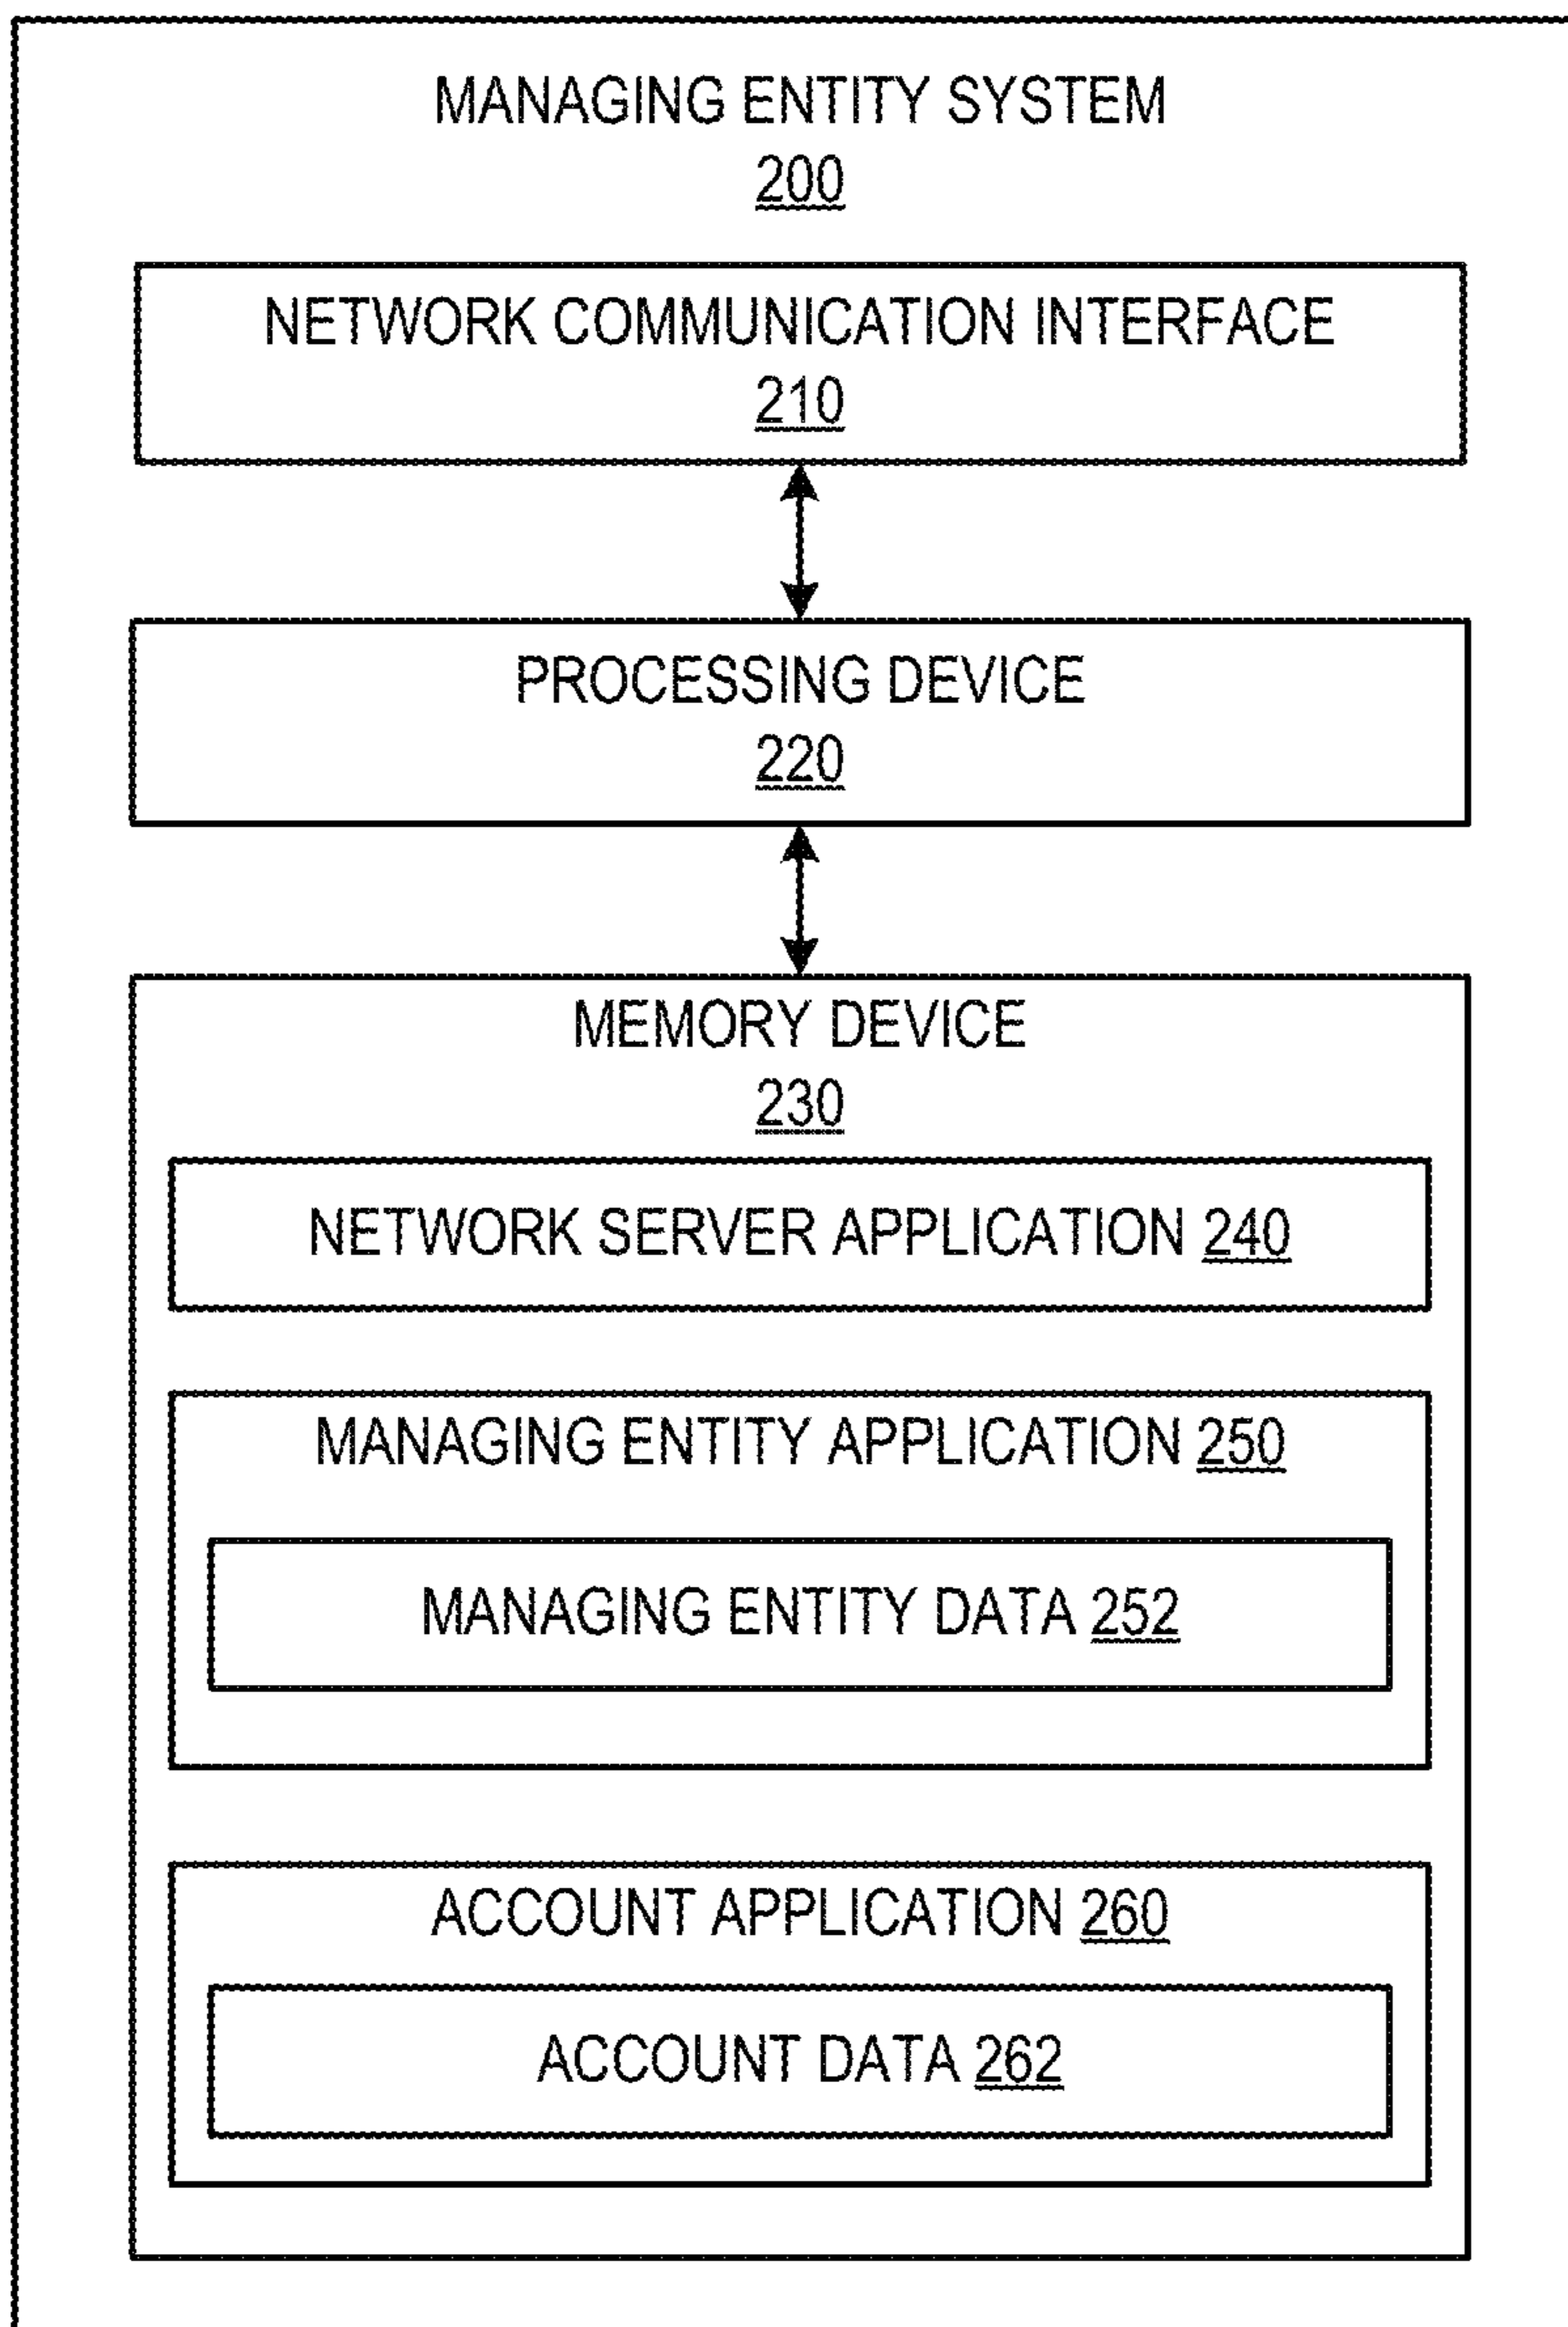 MANAGING ENTITY SYSTEM
200
NETWORK COMMUNICATION INTERFACE
210
PROCESSING DEVICE
220
MEMORY DEVICE
230
NETWORK SERVER APPLICATION 240
MANAGING ENTITY APPLICATION 250
MANAGING ENTITY DATA 252
ACCOUNT APPLICATION 260
ACCOUNT DATA 262